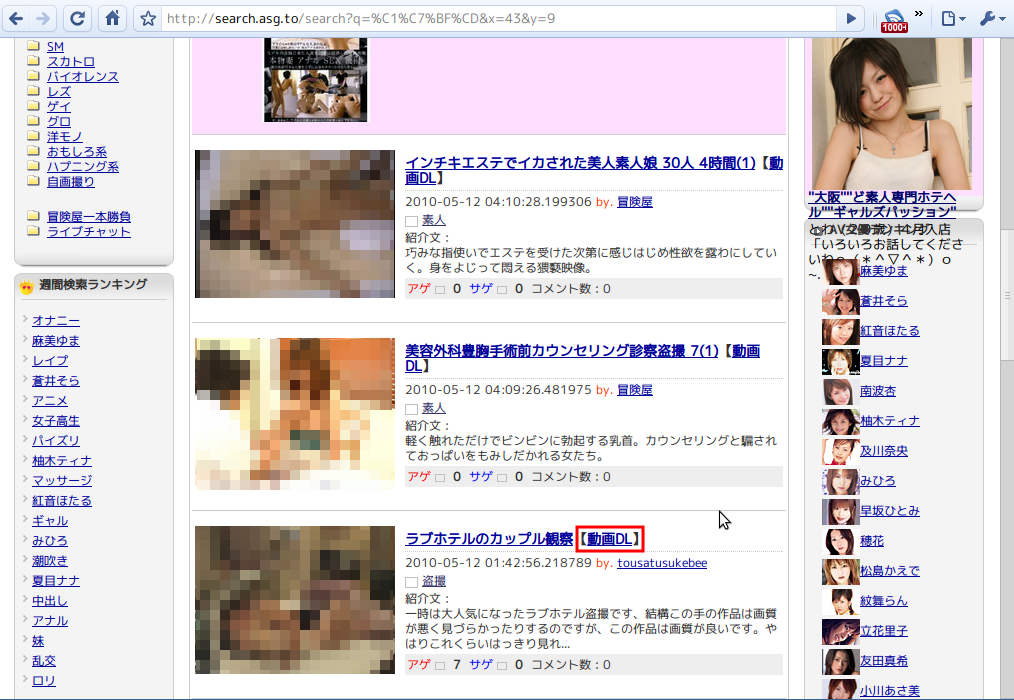 http://search.asg.to/search?q=%C1%C7%BF%CD&x=43&y=9
1000+
SM
スカトロ
バイオレンス
レズ
ゲイ
グロ
洋モノ
おもしろ系
ハプニング系
自画撮り
冒険屋一本勝負
ライブチャット
週間検索ランキング
オナニー
麻美ゆま
レイプ
蒼井そら
アニメ
女子高生
パイズリ
柚木ティナ
マッサージ
紅音ほたる
ギャル
みひろ
潮吹き
夏目ナナ
中出し
アナル
妹
乱交
ロリ
本物妻 アナル SEX
インチキエステでイカされた美人素人娘 30人 4時間(1)【動
画DL】
2010-05-12 04:10:28.199306 by. 冒険屋
素人
紹介文：
巧みな指使いでエステを受けた次第に感じはじめ性欲を露わにしてい
く。身をよじって悶える猥褻映像。
アゲ 0 サゲ 0 コメント数：0
美容外科豊胸手術前カウンセリング診察盗撮 7(1)【動画
DL】
2010-05-12 04:09:26.481975 by. 冒険屋
素人
紹介文：
軽く触れただけでビンビンに勃起する乳首。カウンセリングと騙され
ておっぱいをもみしだかれる女たち。
アゲ 0 サゲ 0 コメント数：0
ラブホテルのカップル観察【動画DL】
2010-05-12 01:42:56.218789 by. tousatusukebee
盗撮
紹介文：
一時は大人気になったラブホテル盗撮です、結構この手の作品は画質
が悪く見づらかったりするのですが、この作品は画質が良いです。や
はりこれくらいはっきり見れ...
アゲ 7 サゲ 0 コメント数：0
"大阪""ど素人専門ホテヘ
ル""ギャルズパッション"
「いろいろお話してくださ
麻美ゆま
蒼井そら
紅音ほたる
夏目ナナ
南波杏
柚木ティナ
及川奈央
みひろ
早坂ひとみ
穂花
松島かえで
紋舞らん
立花里子
友田真希
小川あさ美